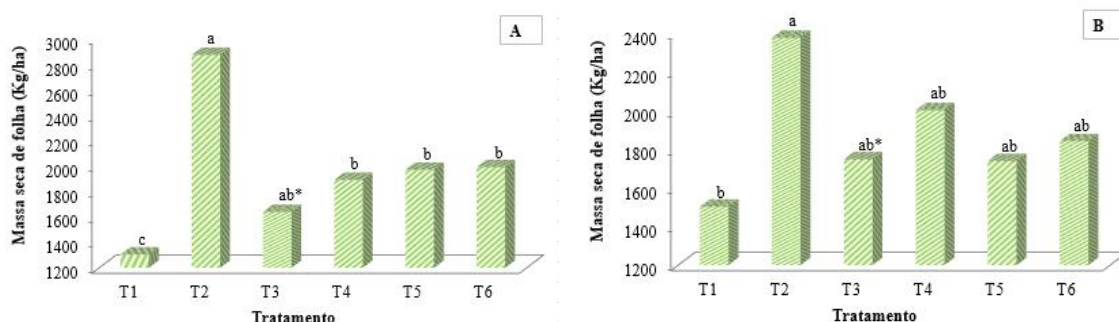 A
Massa seca de folha (Kg/ha)
3000
2800
2600
2400
2200
2000
1800
1600
1400
1200
c
a
ab*
b
b
b
T1 T2 T3 T4 T5 T6
Tratamento
B
Massa seca de folha (Kg/ha)
2400
2200
2000
1800
1600
1400
1200
b
a
ab*
ab
ab
ab
T1 T2 T3 T4 T5 T6
Tratamento